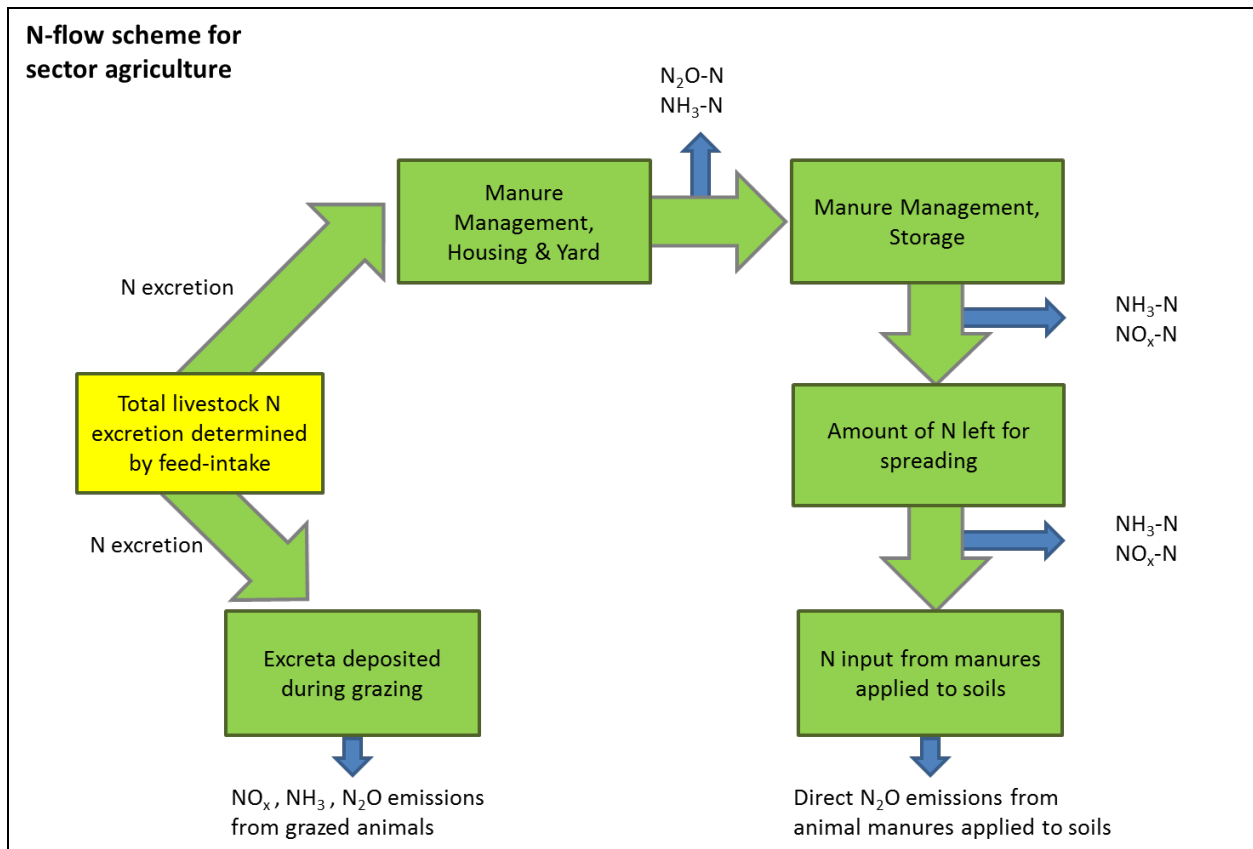 N-flow scheme for
sector agriculture
N₂O-N
NH₃-N
Manure
Management,
Housing & Yard
Manure Management,
Storage
N excretion
NH₃-N
NOₓ-N
Total livestock N
excretion determined
by feed-intake
Amount of N left for
spreading
N excretion
NH₃-N
NOₓ-N
Excreta deposited
during grazing
N input from manures
applied to soils
NOₓ , NH₃ , N₂O emissions
from grazed animals
Direct N₂O emissions from
animal manures applied to soils